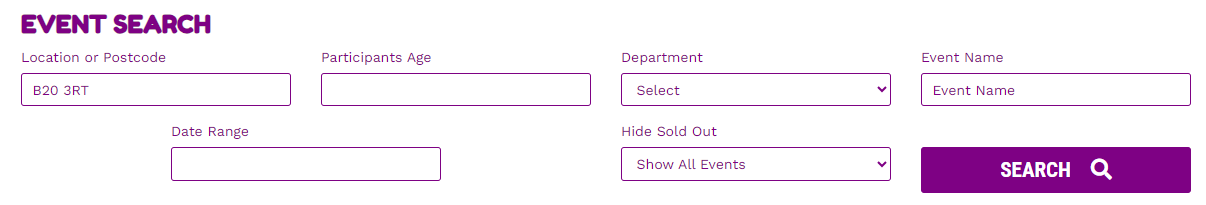 EVENT SEARCH
Location or Postcode
Participants Age
Department
Event Name
B20 3RT
Select
Event Name
Date Range
Hide Sold Out
Show All Events
SEARCH